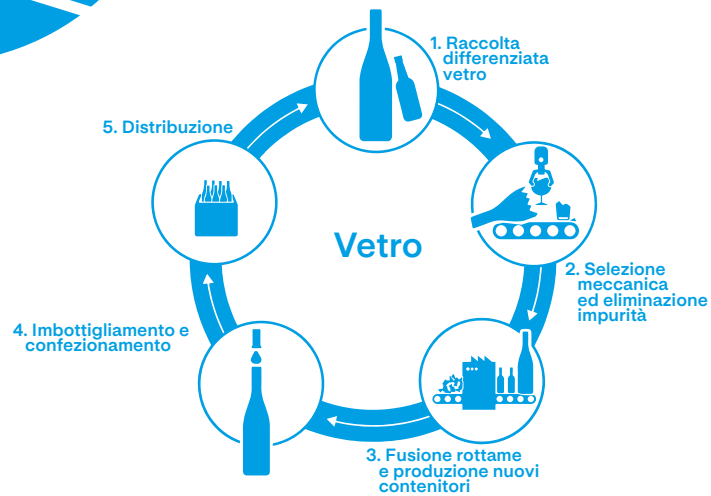 1. Raccolta
differenziata
vetro
5. Distribuzione
Vetro
2. Selezione
meccanica
ed eliminazione
impurità
4. Imbottigliamento e
confezionamento
3. Fusione rottame
e produzione nuovi
contenitori